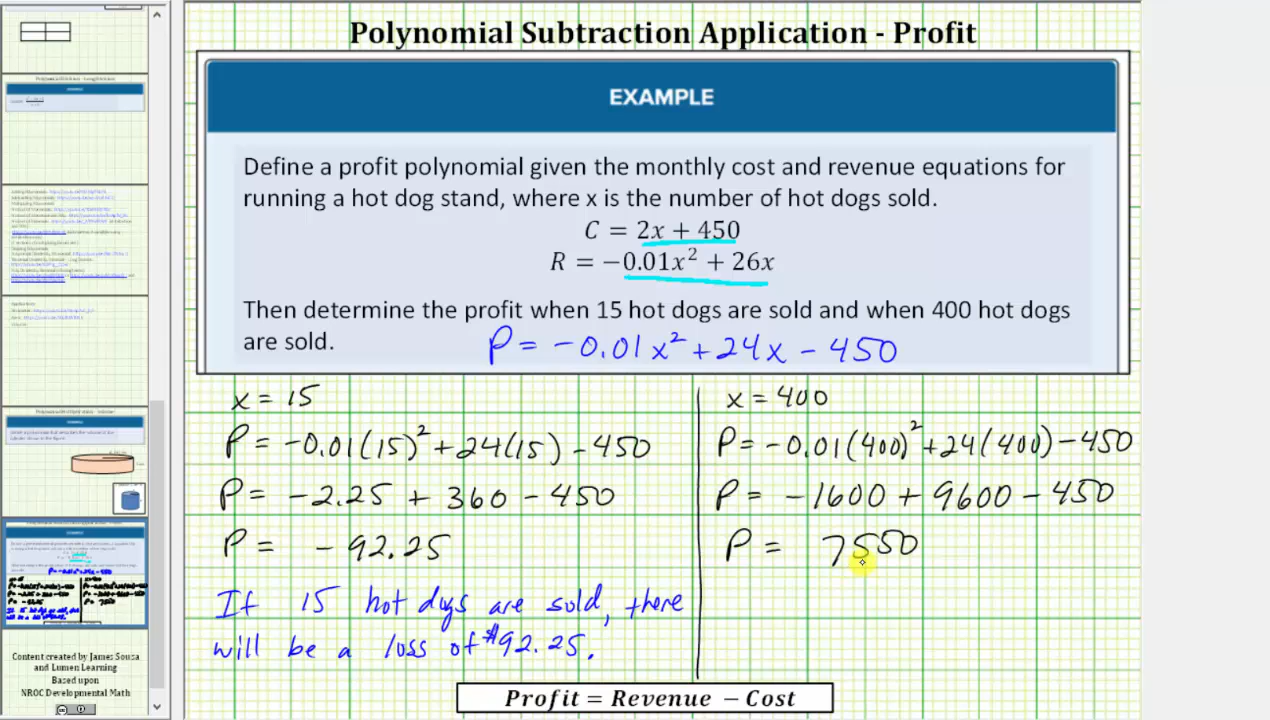 Polynomial Subtraction Application - Profit
EXAMPLE
Define a profit polynomial given the monthly cost and revenue equations for
running a hot dog stand, where x is the number of hot dogs sold.
C = 2x + 450
R = −0.01x² + 26x
Then determine the profit when 15 hot dogs are sold and when 400 hot dogs
are sold.
P = -0.01x² + 24x - 450
x = 15
P = -0.01(15)² + 24(15) - 450
P = -2.25 + 360 - 450
P = -92.25
If 15 hot dogs are sold, there
will be a loss of $92.25.
x = 400
P = -0.01(400)² + 24(400) - 450
P = -1600 + 9600 - 450
P = 7550
Profit = Revenue − Cost
Content created by James Sousa
and Lumen Learning
Based upon
NROC Developmental Math